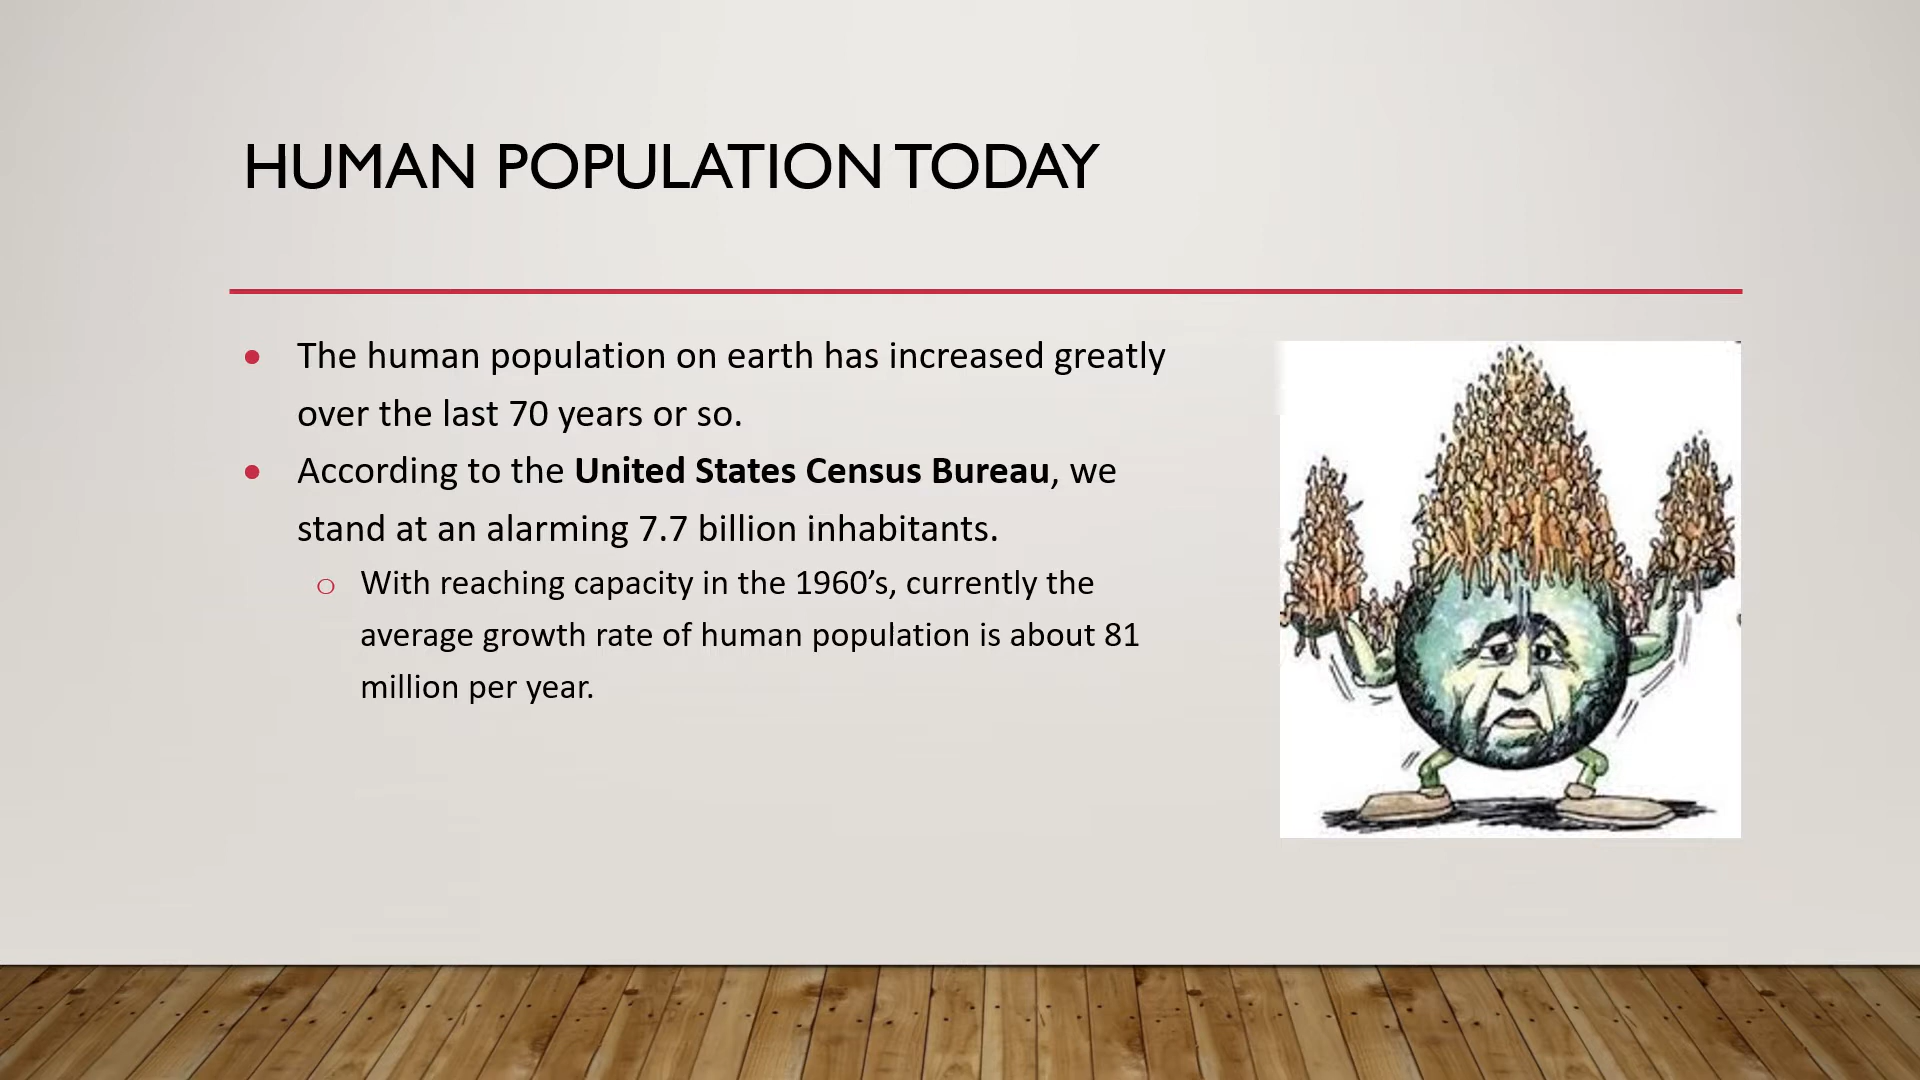 HUMAN POPULATION TODAY
• The human population on earth has increased greatly
over the last 70 years or so.
• According to the United States Census Bureau, we
stand at an alarming 7.7 billion inhabitants.
o With reaching capacity in the 1960’s, currently the
average growth rate of human population is about 81
million per year.